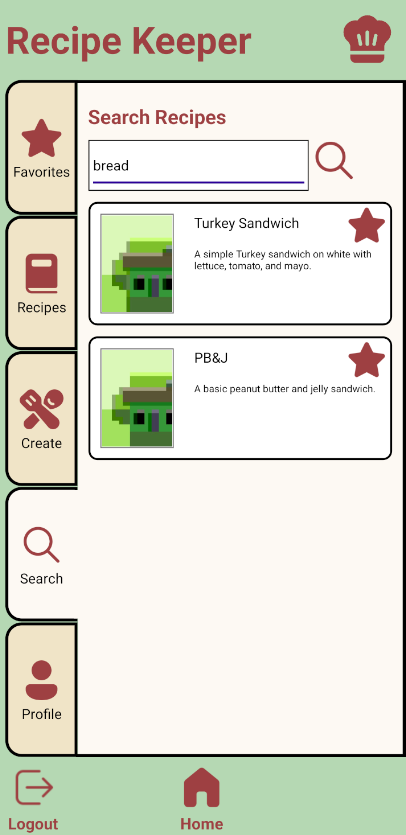 Recipe Keeper
Favorites
Recipes
Create
Search
Profile
Search Recipes
bread
Turkey Sandwich
A simple Turkey sandwich on white with
lettuce, tomato, and mayo.
PB&J
A basic peanut butter and jelly sandwich.
Logout
Home